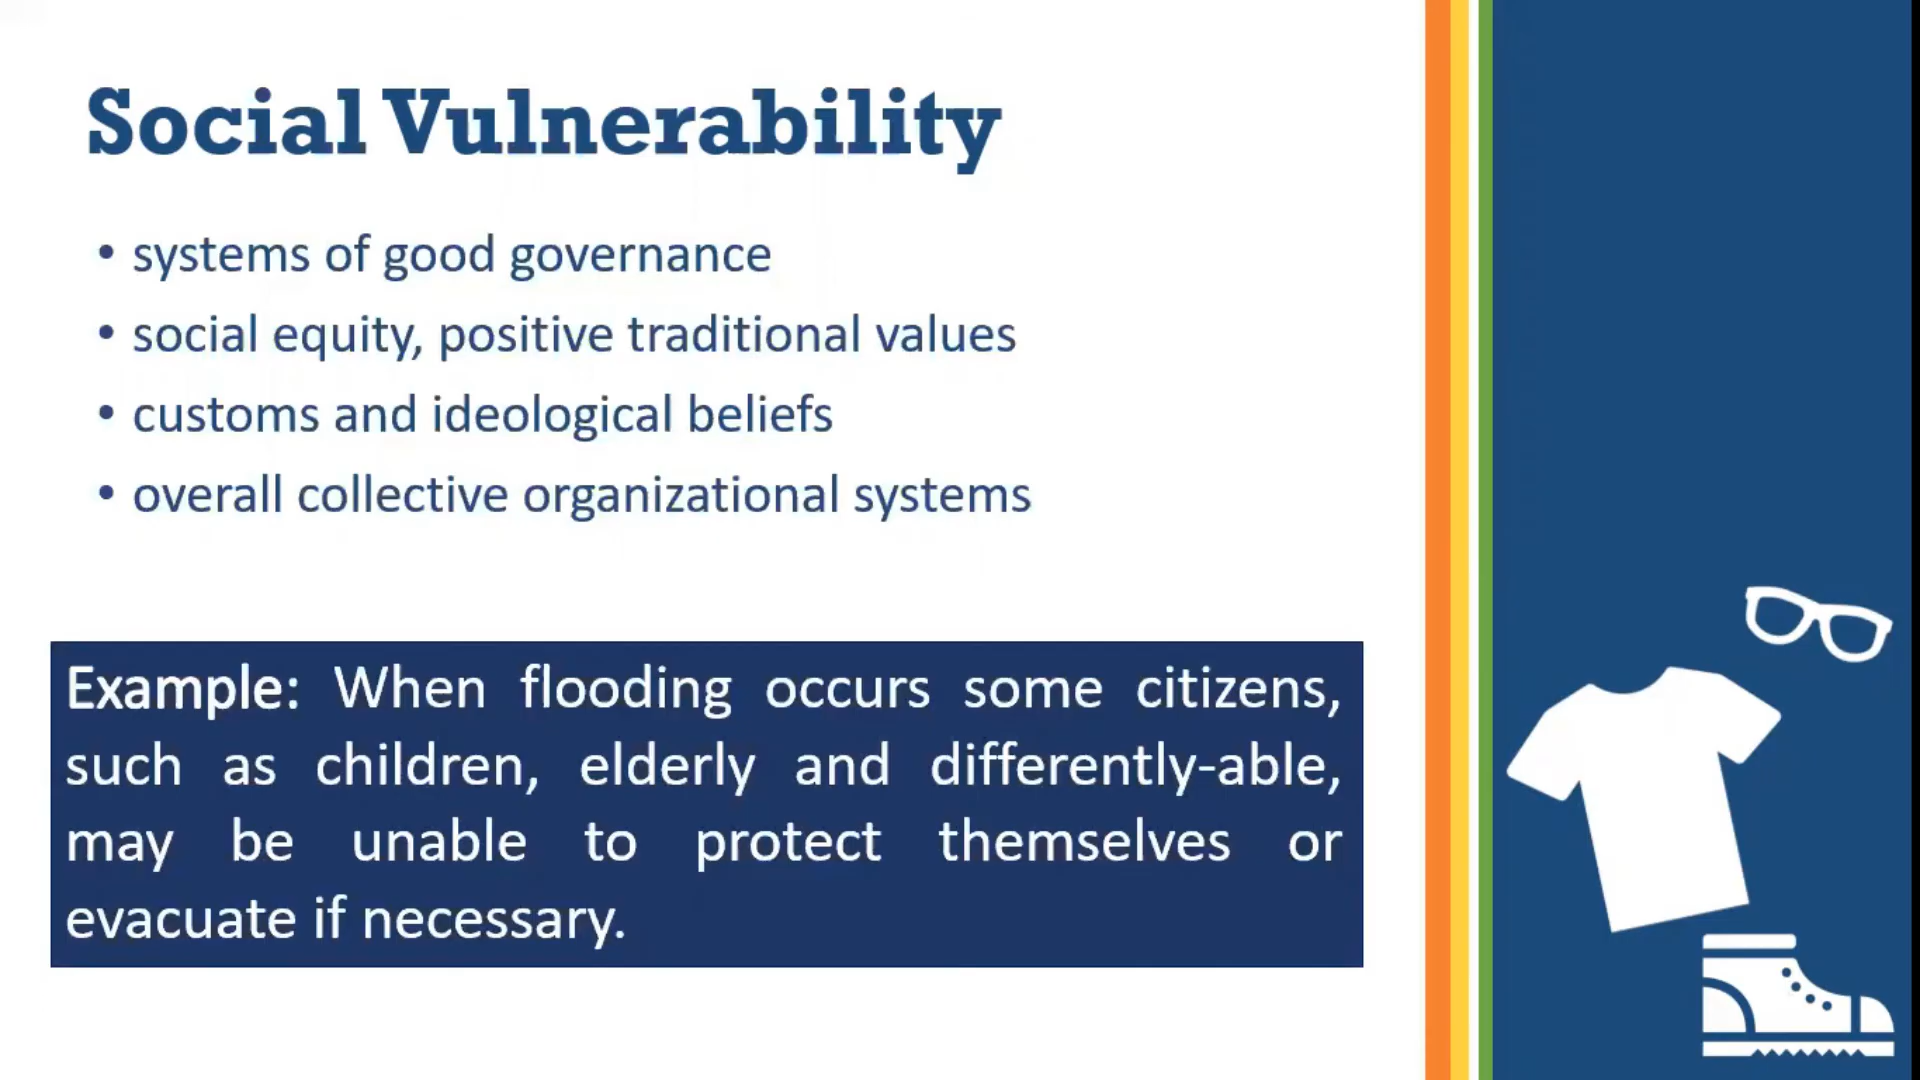 Social Vulnerability
• systems of good governance
• social equity, positive traditional values
• customs and ideological beliefs
• overall collective organizational systems
Example: When flooding occurs some citizens,
such as children, elderly and differently-able,
may be unable to protect themselves or
evacuate if necessary.